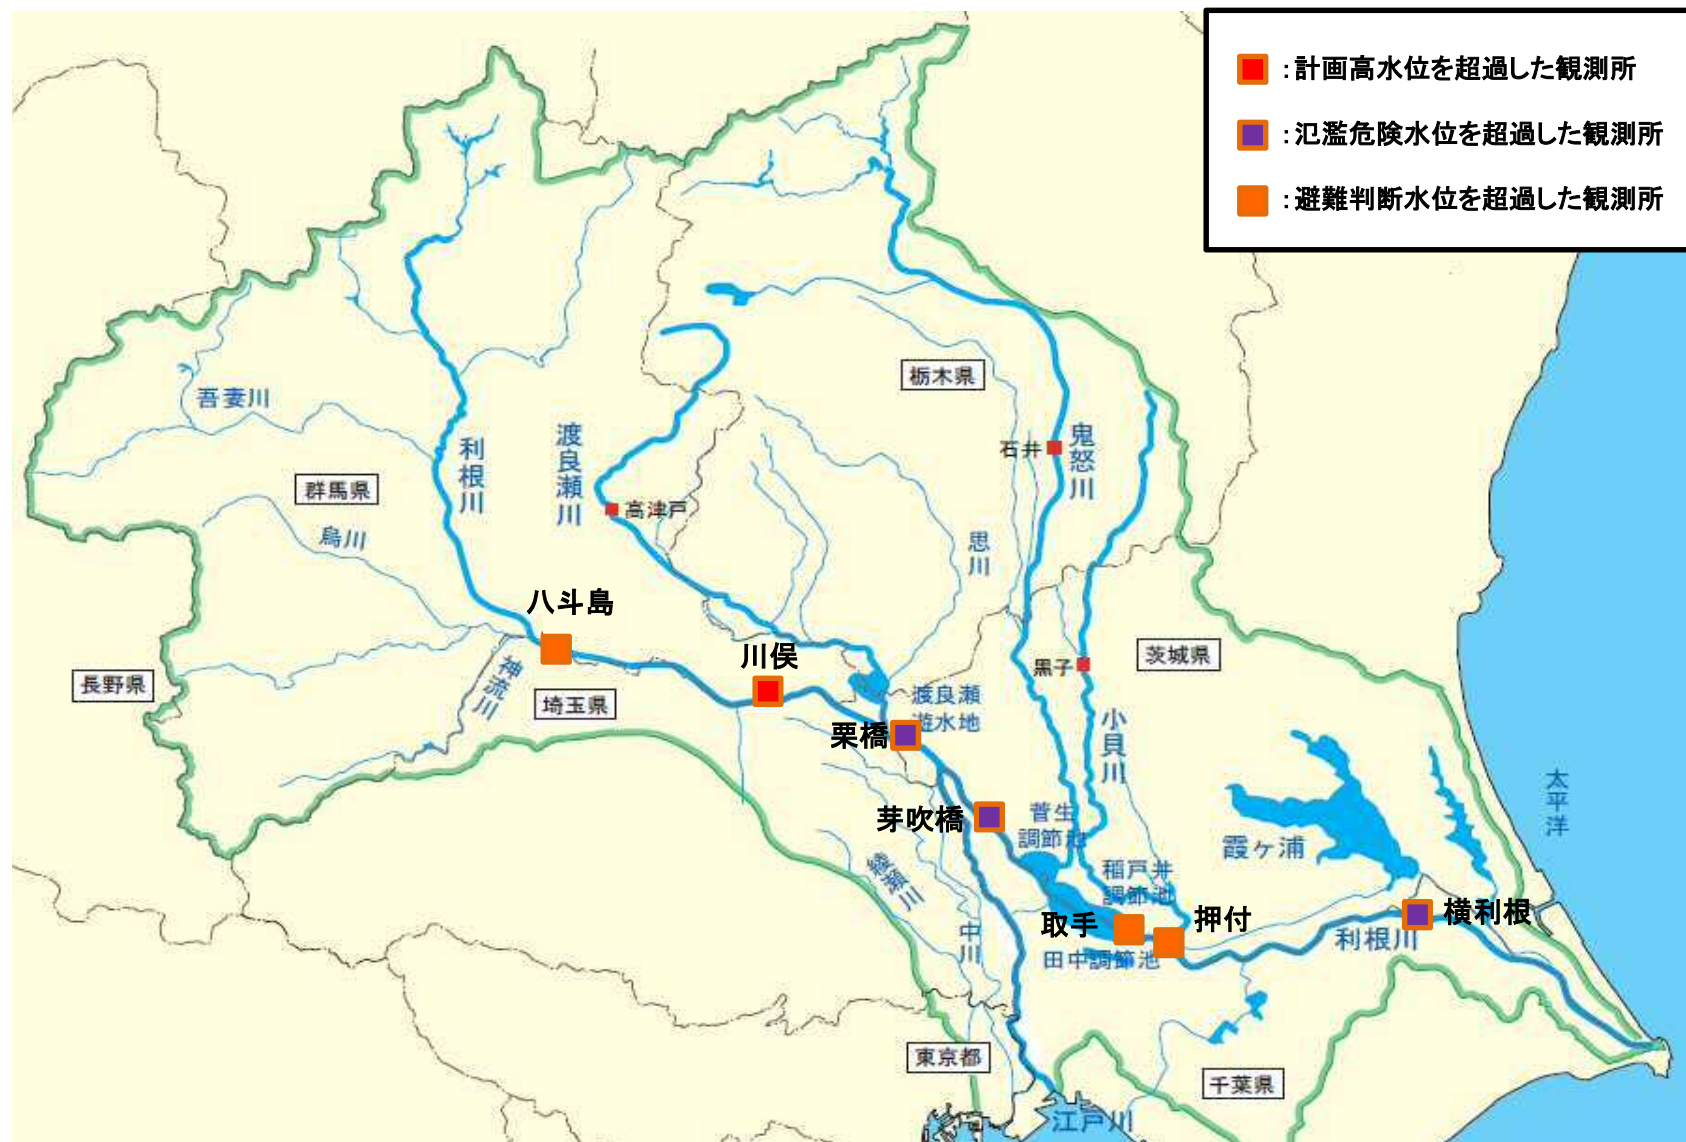 ：計画高水位を超過した観測所
：氾濫危険水位を超過した観測所
：避難判断水位を超過した観測所
栃木県
吾妻川
利根川
渡良瀬川
石井
鬼怒川
群馬県
高津戸
烏川
思川
八斗島
川俣
黒子
茨城県
長野県
神流川
埼玉県
渡良瀬
遊水地
小貝川
栗橋
太平洋
芽吹橋
菅生
調節池
霞ヶ浦
綾瀬川
稲戸井
調節池
取手
押付
横利根
中川
利根川
田中調節池
東京都
千葉県
江戸川